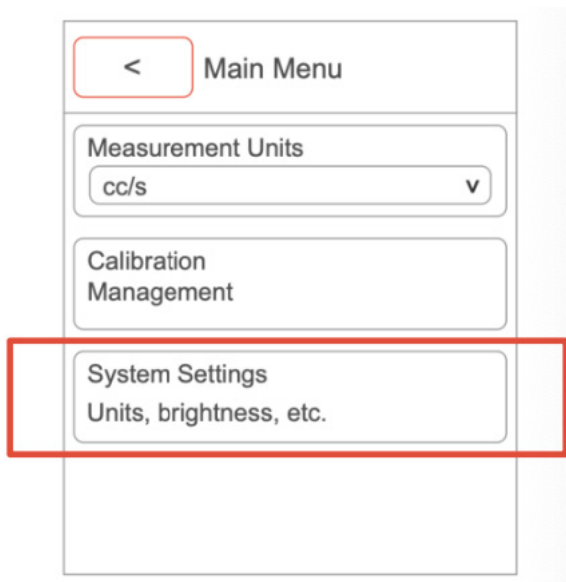 < Main Menu
Measurement Units
cc/s v
Calibration
Management
System Settings
Units, brightness, etc.